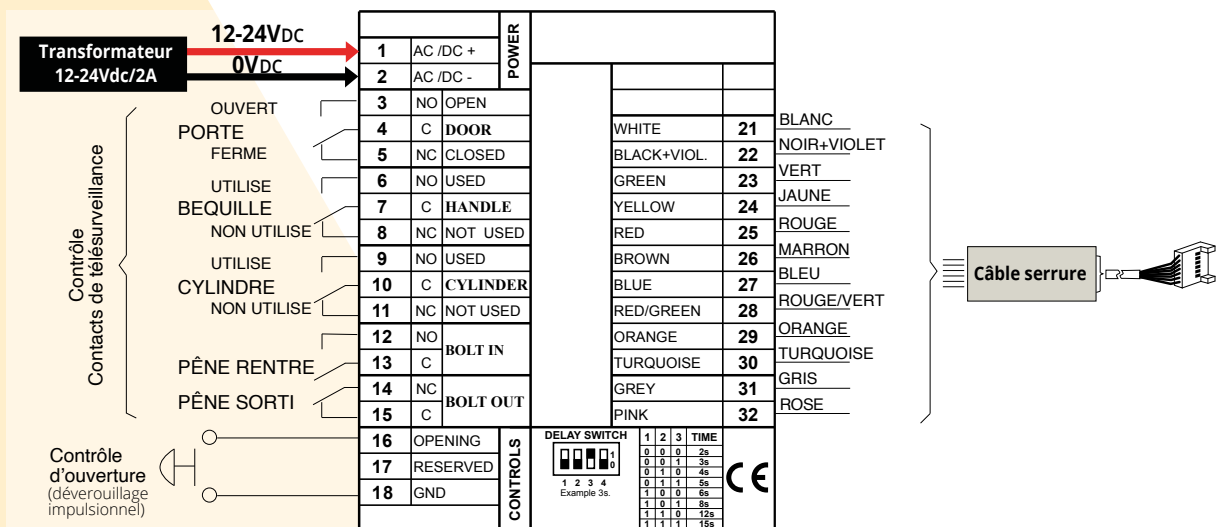 12-24VDC
0VDC
Transformateur
12-24Vdc/2A
POWER
1 AC /DC +
2 AC /DC -
3 NO OPEN
4 C DOOR
5 NC CLOSED
6 NO USED
7 C HANDLE
8 NC NOT USED
9 NO USED
10 C CYLINDER
11 NC NOT USED
12 NO
13 C
BOLT IN
14 NC
15 C
BOLT OUT
16 OPENING
17 RESERVED
18 GND
CONTROLS
OUVERT
PORTE
FERME
UTILISE
BEQUILLE
NON UTILISE
UTILISE
CYLINDRE
NON UTILISE
PÊNE RENTRE
PÊNE SORTI
Contrôle
Contacts de télésurveillance
Contrôle
d'ouverture
(déverouillage
impulsionnel)
WHITE 21 BLANC
BLACK+VIOL. 22 NOIR+VIOLET
GREEN 23 VERT
YELLOW 24 JAUNE
RED 25 ROUGE
BROWN 26 MARRON
BLUE 27 BLEU
RED/GREEN 28 ROUGE/VERT
ORANGE 29 ORANGE
TURQUOISE 30 TURQUOISE
GREY 31 GRIS
PINK 32 ROSE
Câble serrure
DELAY SWITCH
1
0
1 2 3 4
Example 3s.
1 2 3 TIME
0 0 0 2s
0 0 1 3s
0 1 0 4s
0 1 1 5s
1 0 0 6s
1 0 1 8s
1 1 0 12s
1 1 1 15s
CE